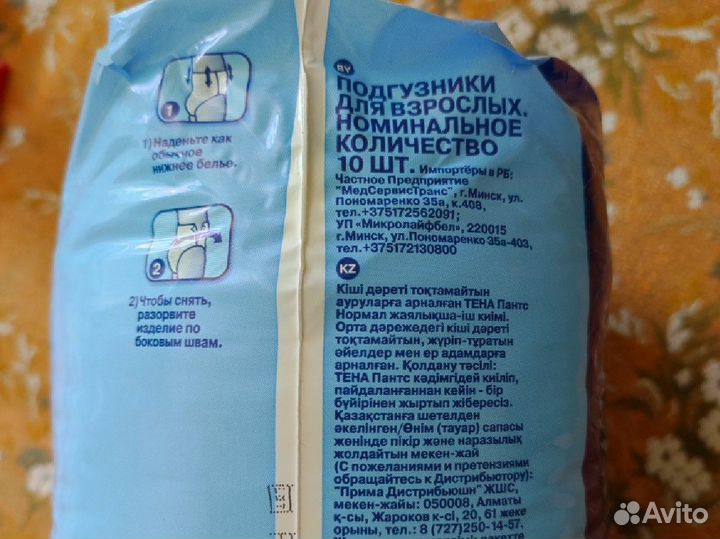 1
1) Наденьте как
обычное
нижнее белье.
2
2) Чтобы снять,
разорвите
изделие по
боковым швам.
BY
ПОДГУЗНИКИ
ДЛЯ ВЗРОСЛЫХ.
НОМИНАЛЬНОЕ
КОЛИЧЕСТВО
10 ШТ. Импортёры в РБ:
Частное Предприятие
"МедСервисТранс", г.Минск, ул.
Пономаренко 35а, к.408,
тел.+375172562091;
УП «Микролайфбел», 220015
г.Минск, ул.Пономаренко 35а-403,
тел.+375172130800
KZ
Кіші дәреті тоқтамайтын
ауруларға арналған ТЕНА Пантс
Нормал жаялықша-іш киімі.
Орта дәрежедегі кіші дәреті
тоқтамайтын, жүріп-тұратын
әйелдер мен ер адамдарға
арналған. Қолдану тәсілі:
ТЕНА Пантс кәдімгідей киіліп,
пайдаланғаннан кейін - бір
бүйірінен жыртып жібересіз.
Қазақстанға шетелден
әкелінген/Өнім (тауар) сапасы
жөнінде пікір және наразылық
жолдайтын мекен-жай
(С пожеланиями и претензиями
обращайтесь к Дистрибьютору):
"Прима Дистрибьюшн" ЖШС,
мекен-жайы: 050008, Алматы
қ-сы, Жароков к-сі, 20, 61 жеке
орыны, тел.: 8 (727)250-14-57.
Avito